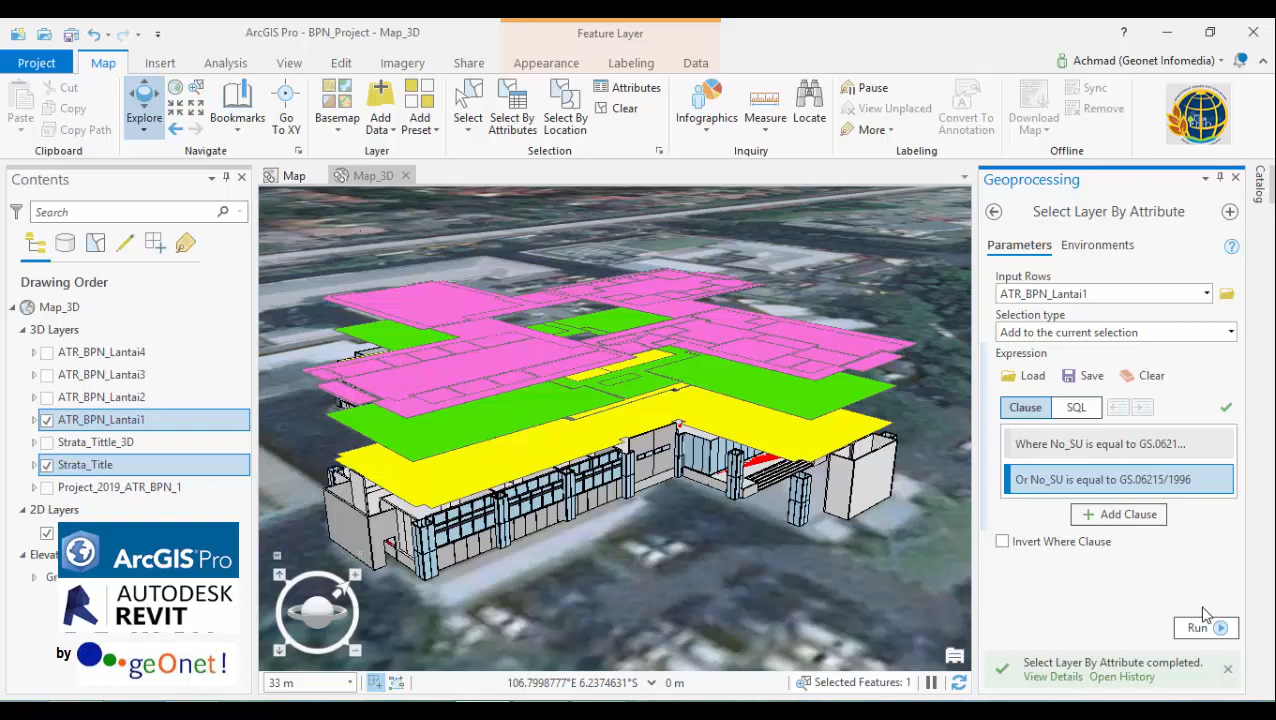 ArcGIS Pro - BPN_Project - Map_3D
Feature Layer
?
Project
Map
Insert
Analysis
View
Edit
Imagery
Share
Appearance
Labeling
Data
Achmad (Geonet Infomedia)
Paste
Cut
Copy
Copy Path
Clipboard
Explore
Bookmarks
Go
To XY
Navigate
Basemap
Add
Data
Add
Preset
Layer
Select
Select By
Attributes
Select By
Location
Attributes
Clear
Selection
Infographics
Measure
Locate
Inquiry
Pause
View Unplaced
More
Convert To
Annotation
Labeling
Download
Map
Sync
Remove
Offline
Contents
Search
Drawing Order
Map_3D
3D Layers
ATR_BPN_Lantai4
ATR_BPN_Lantai3
ATR_BPN_Lantai2
ATR_BPN_Lantai1
Strata_Tittle_3D
Strata_Title
Project_2019_ATR_BPN_1
2D Layers
Elevat
Gr
ArcGIS Pro
AUTODESK
REVIT
by geOnet!
Map
Map_3D
33 m
106.7998777°E 6.2374631°S
0 m
Selected Features: 1
Geoprocessing
Select Layer By Attribute
Parameters
Environments
?
Input Rows
ATR_BPN_Lantai1
Selection type
Add to the current selection
Expression
Load
Save
Clear
Clause
SQL
Where No_SU is equal to GS.0621...
Or No_SU is equal to GS.06215/1996
Add Clause
Invert Where Clause
Run
Select Layer By Attribute completed.
View Details Open History
Catalog